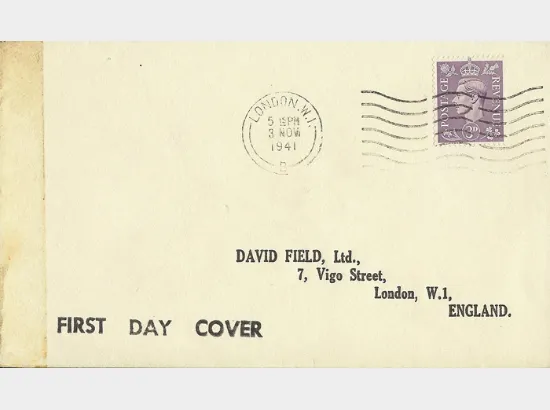 LONDON. W.1.
5 15PM
3 NOV
1941
B
POSTAGE
REVENUE
3D
DAVID FIELD, Ltd.,
7, Vigo Street,
London, W.1,
ENGLAND.
FIRST DAY COVER